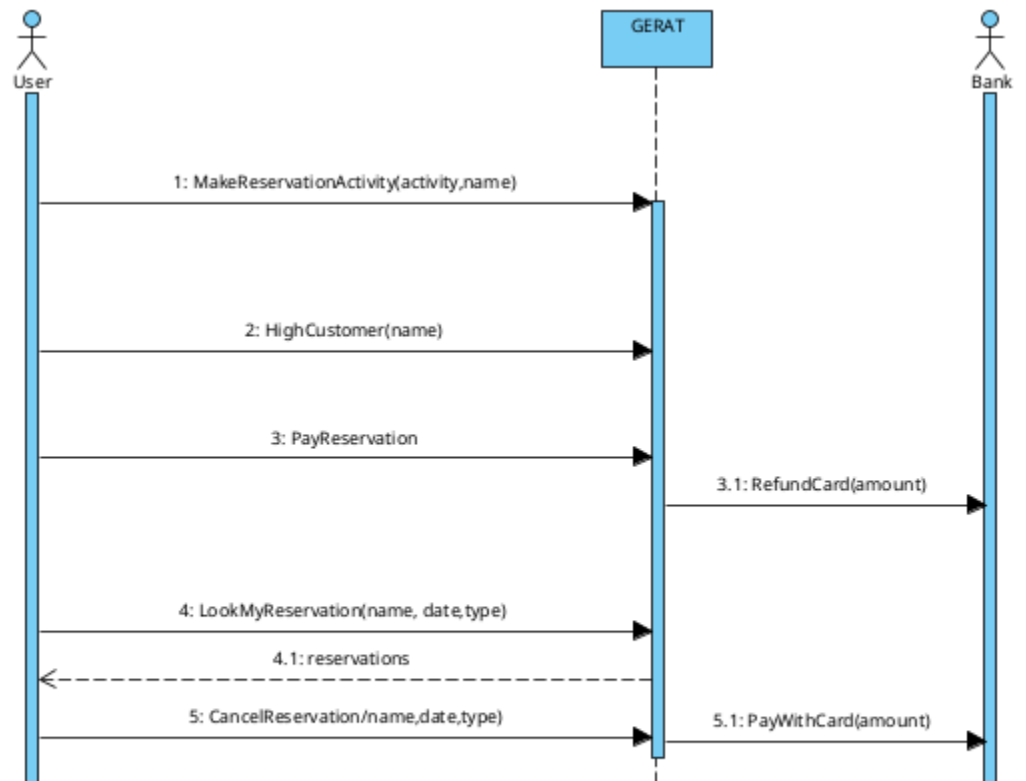 GERAT
User
Bank
1: MakeReservationActivity(activity,name)
2: HighCustomer(name)
3: PayReservation
3.1: RefundCard(amount)
4: LookMyReservation(name, date,type)
4.1: reservations
5: CancelReservation/name,date,type)
5.1: PayWithCard(amount)